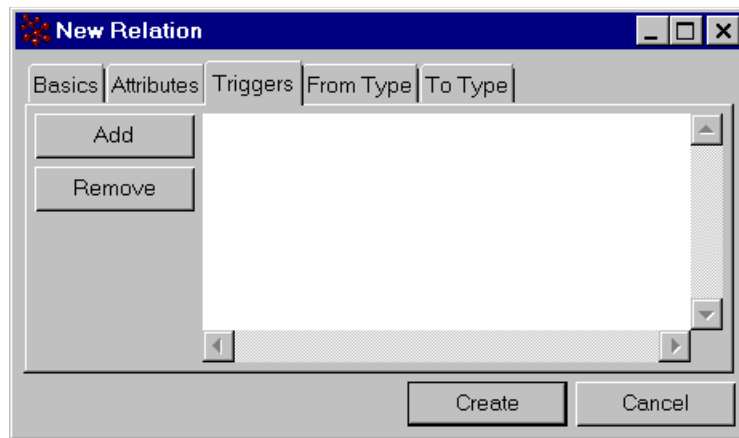 New Relation
Basics Attributes Triggers From Type To Type
Add
Remove
Create Cancel